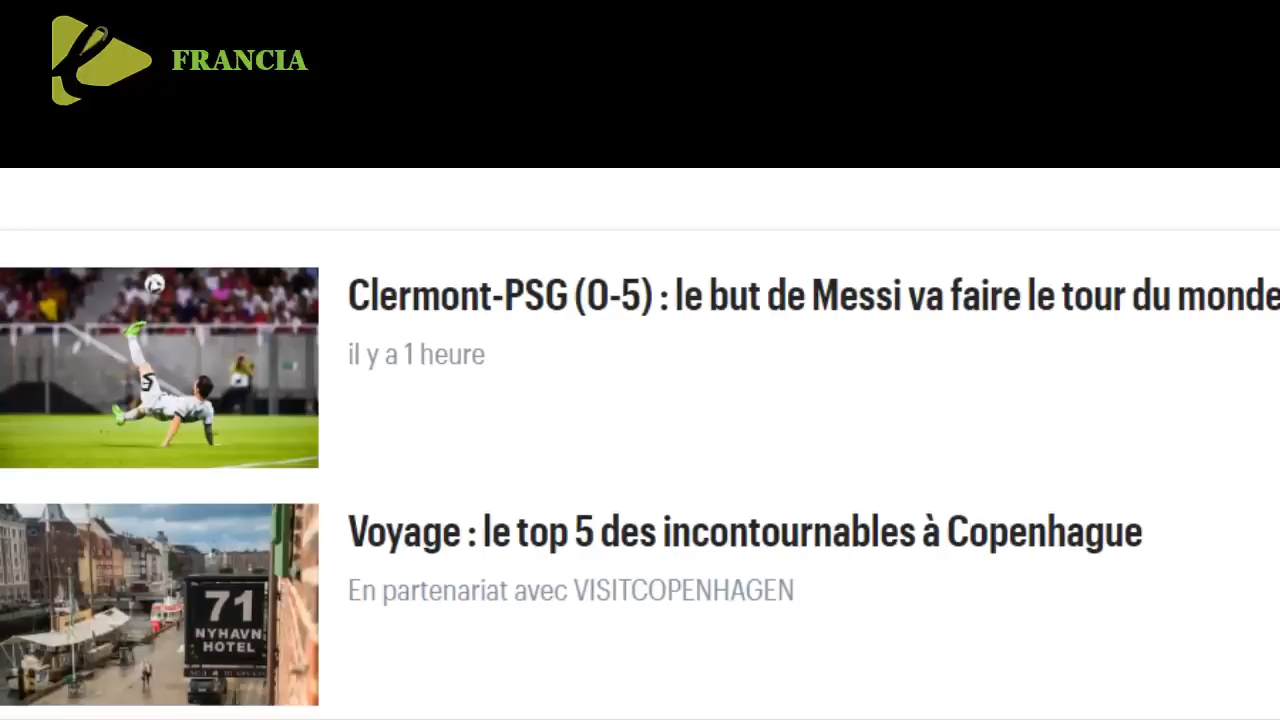 FRANCIA
Clermont-PSG (0-5) : le but de Messi va faire le tour du monde
il y a 1 heure
Voyage : le top 5 des incontournables à Copenhague
En partenariat avec VISITCOPENHAGEN
71
NYHAVN
HOTEL